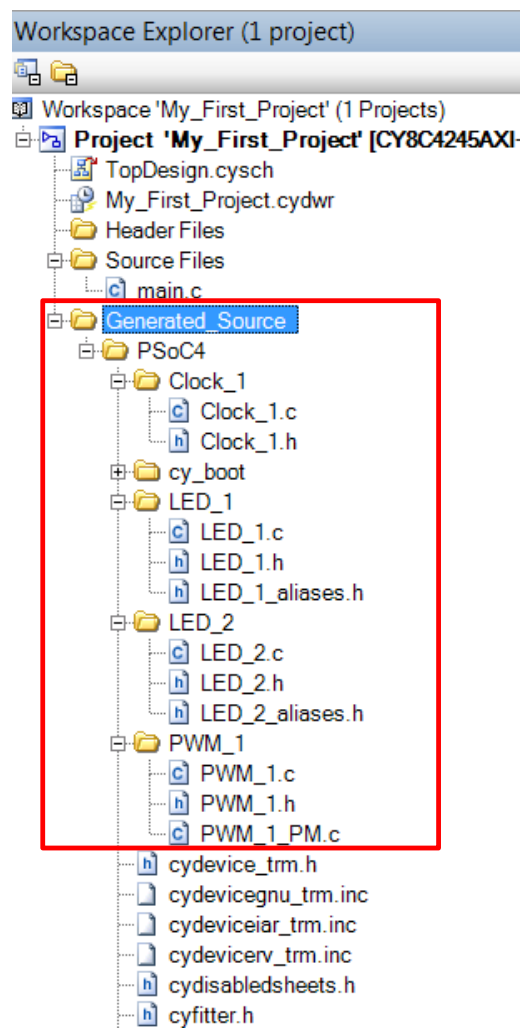 Workspace Explorer (1 project)
Workspace 'My_First_Project' (1 Projects)
Project 'My_First_Project' [CY8C4245AXI-
TopDesign.cysch
My_First_Project.cydwr
Header Files
Source Files
main.c
Generated_Source
PSoC4
Clock_1
Clock_1.c
Clock_1.h
cy_boot
LED_1
LED_1.c
LED_1.h
LED_1_aliases.h
LED_2
LED_2.c
LED_2.h
LED_2_aliases.h
PWM_1
PWM_1.c
PWM_1.h
PWM_1_PM.c
cydevice_trm.h
cydevicegnu_trm.inc
cydeviceiar_trm.inc
cydevicerv_trm.inc
cydisabledsheets.h
cyfitter.h